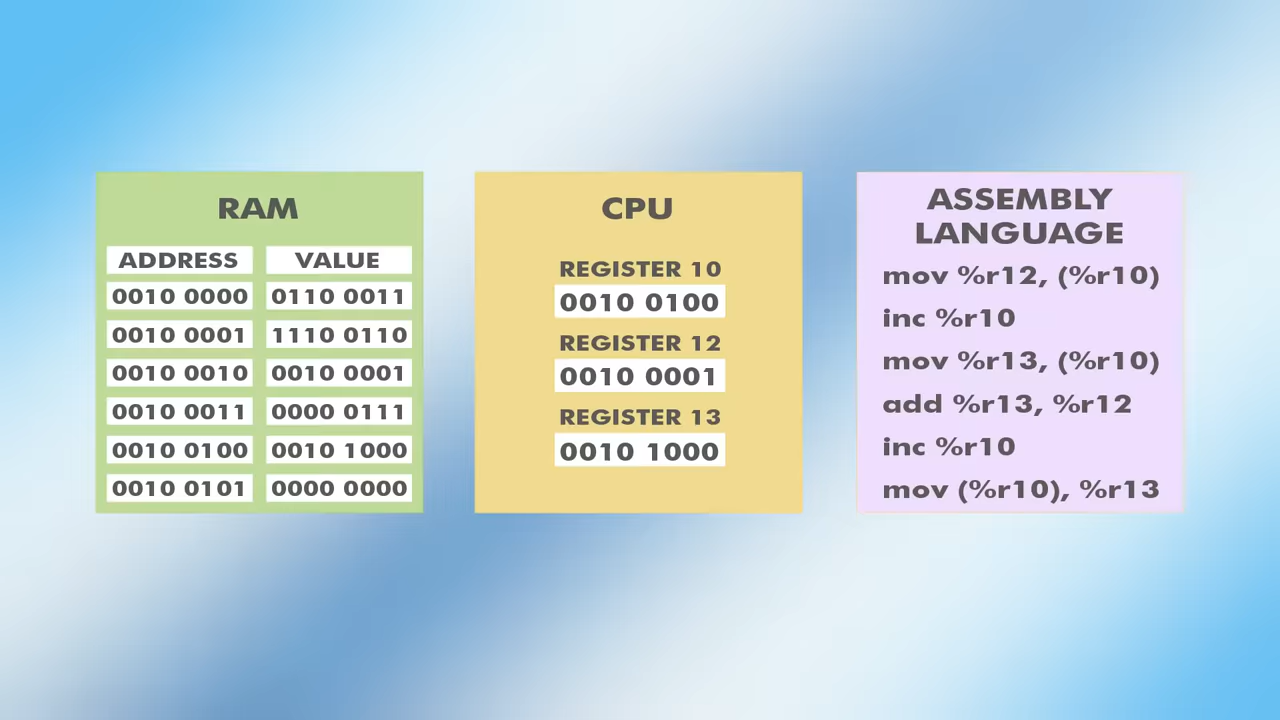 RAM
ADDRESS VALUE
0010 0000 0110 0011
0010 0001 1110 0110
0010 0010 0010 0001
0010 0011 0000 0111
0010 0100 0010 1000
0010 0101 0000 0000
CPU
REGISTER 10
0010 0100
REGISTER 12
0010 0001
REGISTER 13
0010 1000
ASSEMBLY
LANGUAGE
mov %r12, (%r10)
inc %r10
mov %r13, (%r10)
add %r13, %r12
inc %r10
mov (%r10), %r13